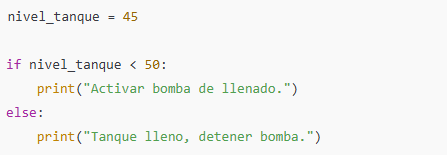 nivel_tanque = 45

if nivel_tanque < 50:
    print("Activar bomba de llenado.")
else:
    print("Tanque lleno, detener bomba.")